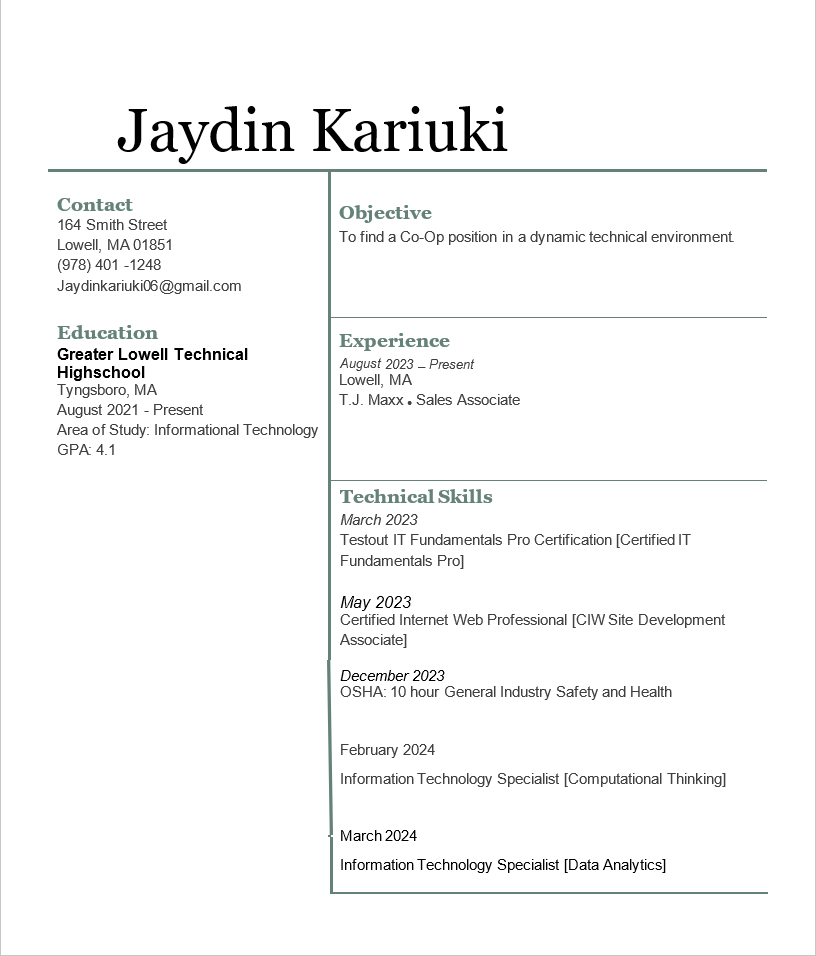 Jaydin Kariuki
Contact
164 Smith Street
Lowell, MA 01851
(978) 401 -1248
Jaydinkariuki06@gmail.com
Education
Greater Lowell Technical
Highschool
Tyngsboro, MA
August 2021 - Present
Area of Study: Informational Technology
GPA: 4.1
Objective
To find a Co-Op position in a dynamic technical environment.
Experience
August 2023 – Present
Lowell, MA
T.J. Maxx • Sales Associate
Technical Skills
March 2023
Testout IT Fundamentals Pro Certification [Certified IT
Fundamentals Pro]
May 2023
Certified Internet Web Professional [CIW Site Development
Associate]
December 2023
OSHA: 10 hour General Industry Safety and Health
February 2024
Information Technology Specialist [Computational Thinking]
March 2024
Information Technology Specialist [Data Analytics]